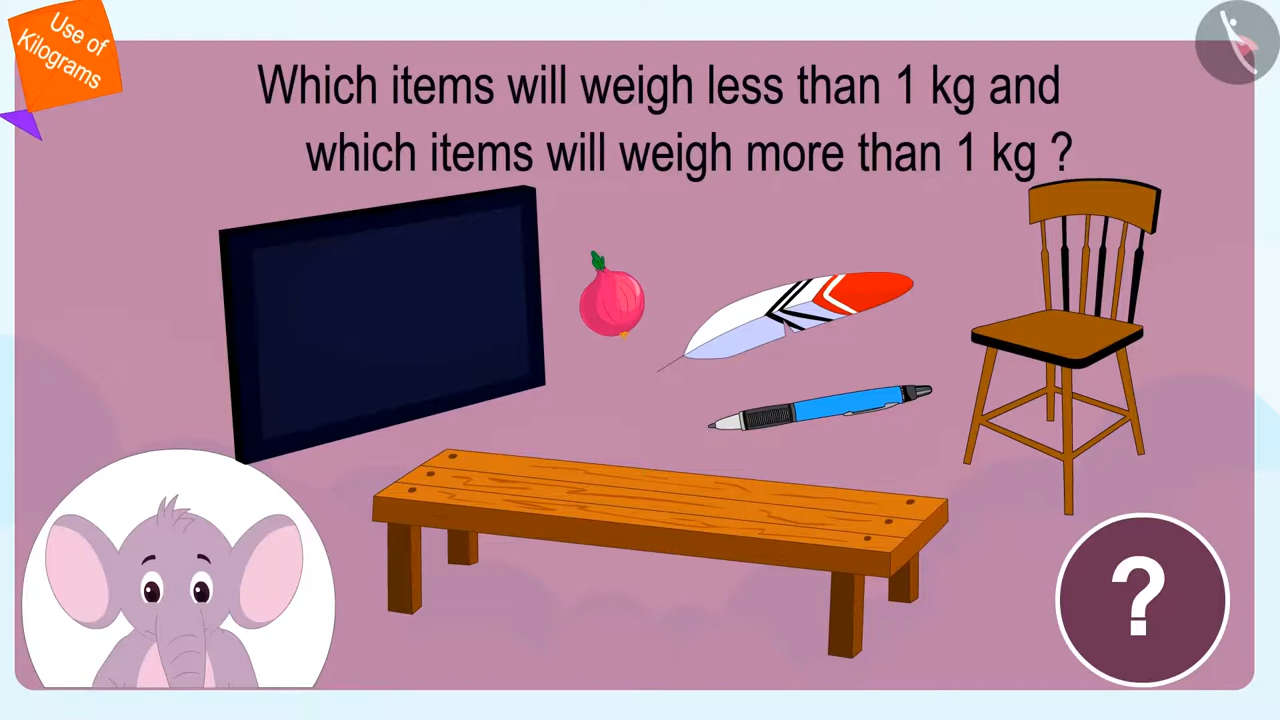 Use of
Kilograms
Which items will weigh less than 1 kg and
which items will weigh more than 1 kg ?
?